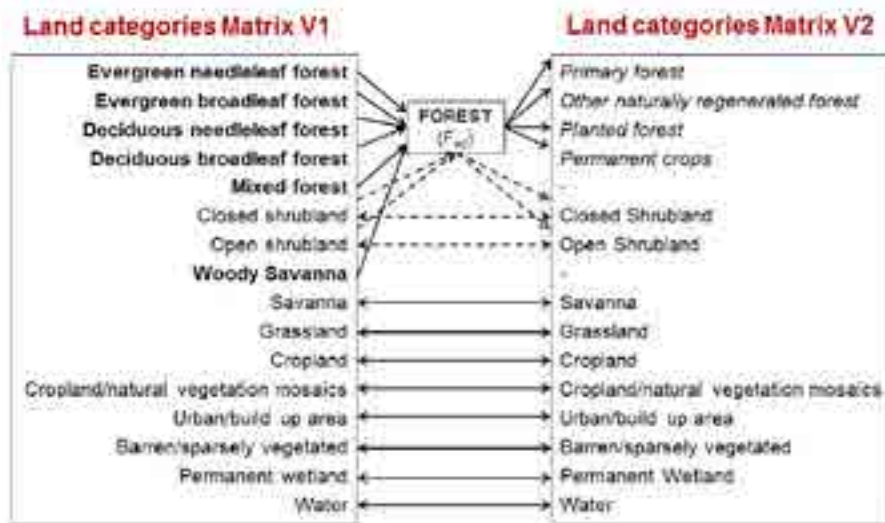 Land categories Matrix V1
Evergreen needleleaf forest
Evergreen broadleaf forest
Deciduous needleleaf forest
Deciduous broadleaf forest
Mixed forest
Closed shrubland
Open shrubland
Woody Savanna
Savanna
Grassland
Cropland
Cropland/natural vegetation mosaics
Urban/build up area
Barren/sparsely vegetated
Permanent wetland
Water
FOREST
Land categories Matrix V2
Primary forest
Other naturally regenerated forest
Planted forest
Permanent crops
-
Closed Shrubland
Open Shrubland
-
Savanna
Grassland
Cropland
Cropland/natural vegetation mosaics
Urban/build up area
Barren/sparsely vegetated
Permanent Wetland
Water